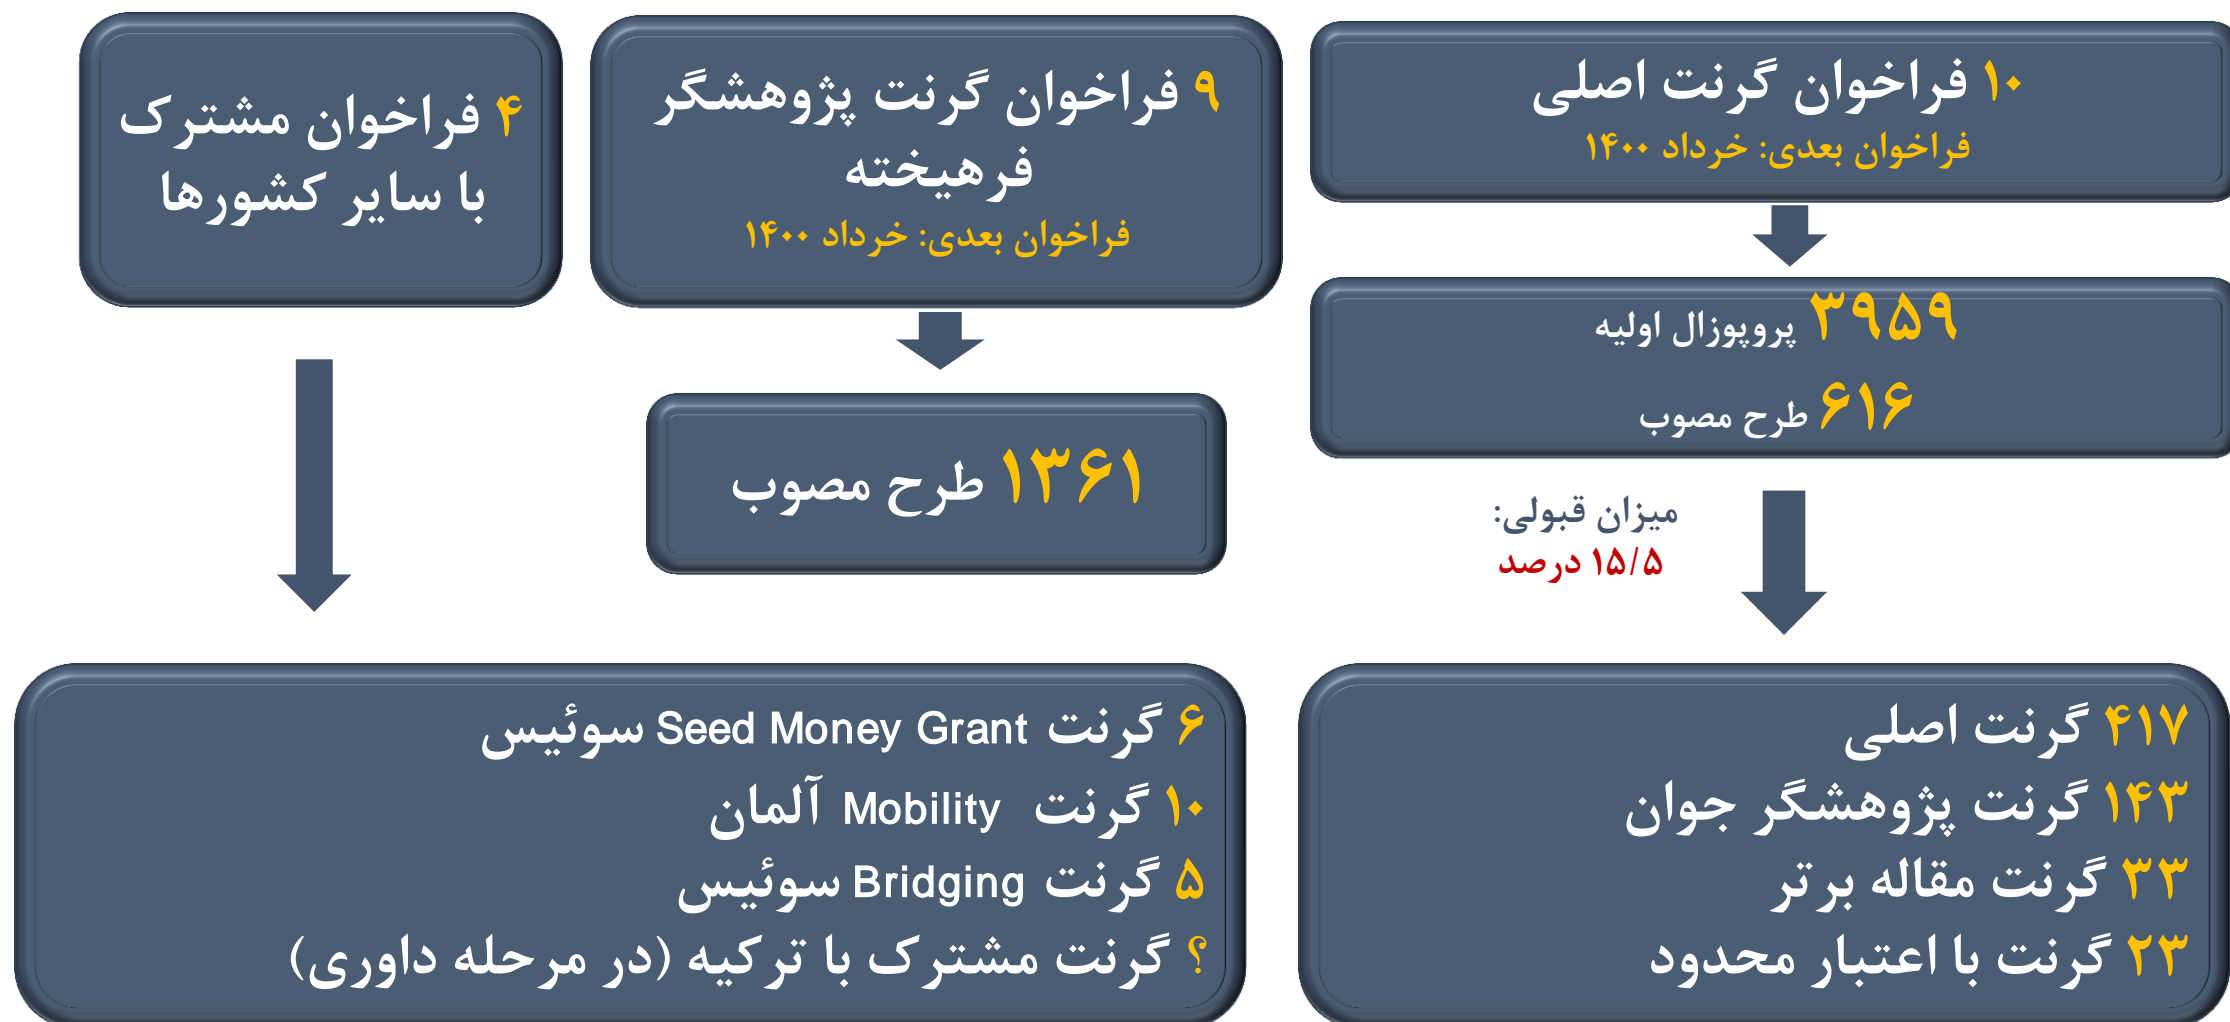 ۱۰ فراخوان گرنت اصلی
فراخوان بعدی: خرداد ۱۴۰۰
۳۹۵۹ پروپوزال اولیه
۶۱۶ طرح مصوب
میزان قبولی:
۱۵/۵ درصد
۴۱۷ گرنت اصلی
۱۴۳ گرنت پژوهشگر جوان
۳۳ گرنت مقاله برتر
۲۳ گرنت با اعتبار محدود
۹ فراخوان گرنت پژوهشگر
فرهیخته
فراخوان بعدی: خرداد ۱۴۰۰
۱۳۶۱ طرح مصوب
۴ فراخوان مشترک
با سایر کشورها
۶ گرنت Seed Money Grant سوئیس
۱۰ گرنت Mobility آلمان
۵ گرنت Bridging سوئیس
؟ گرنت مشترک با ترکیه (در مرحله داوری)